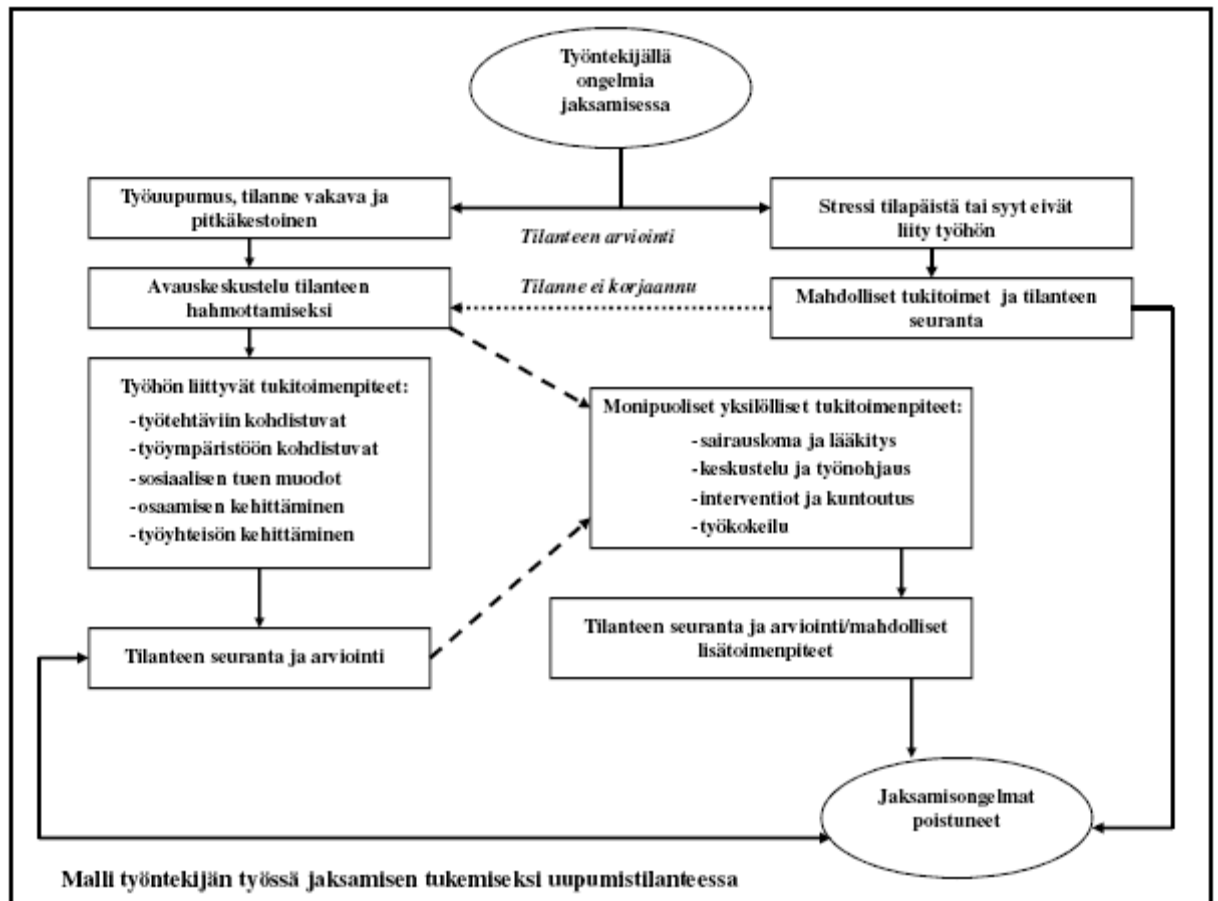 Työntekijällä
ongelmia
jaksamisessa
Työuupumus, tilanne vakava ja
pitkäkestoinen
Stressi tilapäistä tai syyt eivät
liity työhön
Tilanteen arviointi
Avauskeskustelu tilanteen
hahmottamiseksi
Tilanne ei korjaannu
Mahdolliset tukitoimet ja tilanteen
seuranta
Työhön liittyvät tukitoimenpiteet:
-työtehtäviin kohdistuvat
-työympäristöön kohdistuvat
-sosiaalisen tuen muodot
-osaamisen kehittäminen
-työyhteisön kehittäminen
Monipuoliset yksilölliset tukitoimenpiteet:
-sairausloma ja lääkitys
-keskustelu ja työnohjaus
-interventiot ja kuntoutus
-työkokeilu
Tilanteen seuranta ja arviointi
Tilanteen seuranta ja arviointi/mahdolliset
lisätoimenpiteet
Jaksamisongelmat
poistuneet
Malli työntekijän työssä jaksamisen tukemiseksi uupumistilanteessa